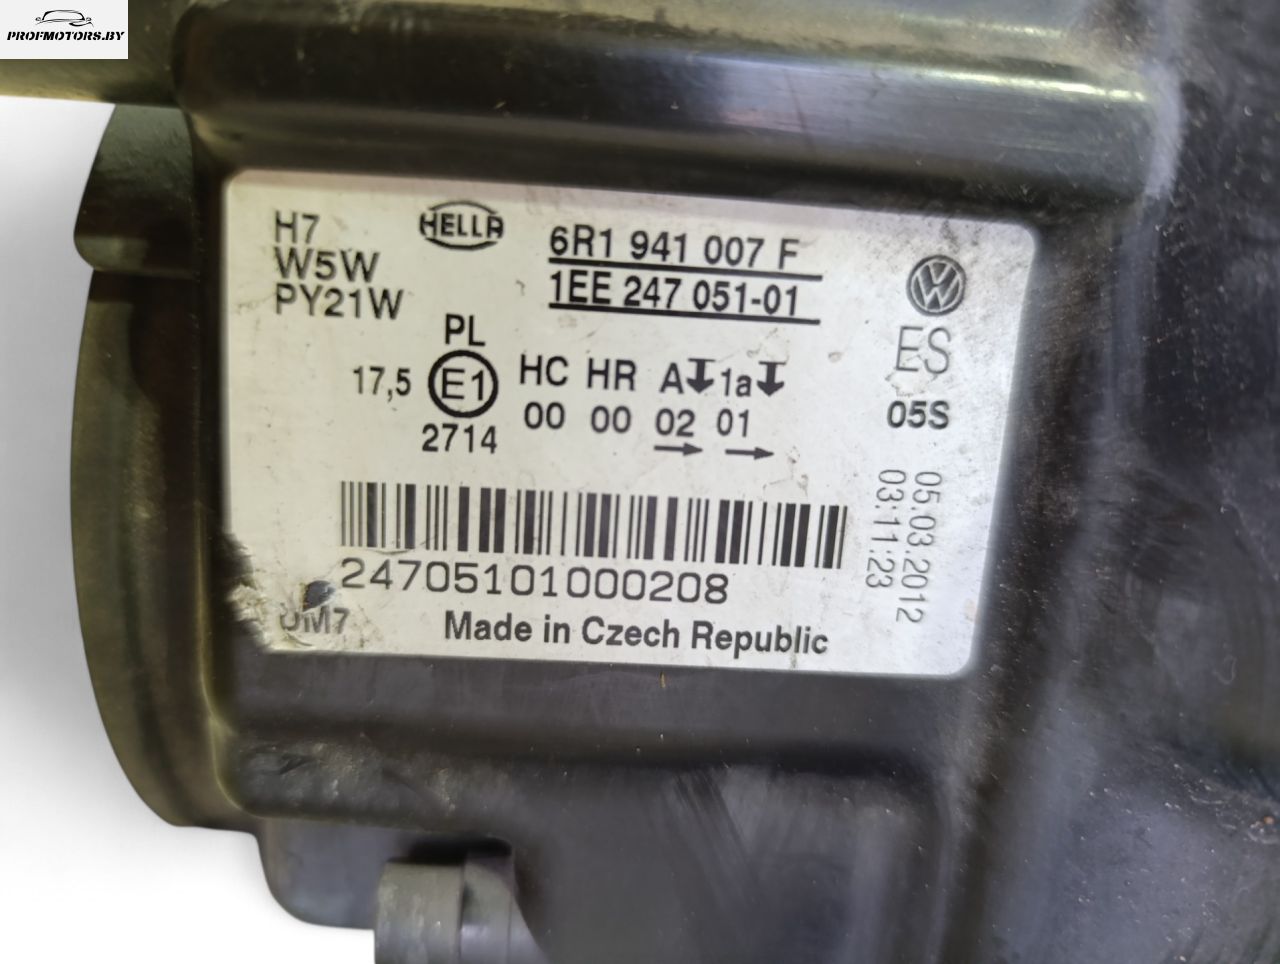 PROFMOTORS.BY
H7
W5W
PY21W
HELLA
6R1 941 007 F
1EE 247 051-01
PL
17,5 E1
2714
HC HR A 1a
00 00 02 01
VW
ES
05S
05.03.2012
03:11:23
24705101000208
UM7
Made in Czech Republic